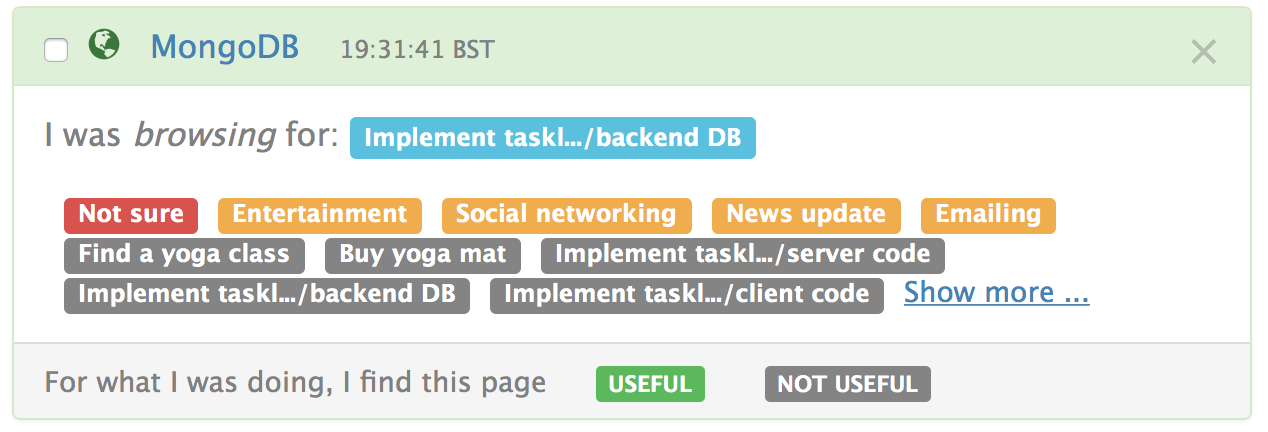 MongoDB 19:31:41 BST
I was browsing for: Implement taskl.../backend DB
Not sure Entertainment Social networking News update Emailing
Find a yoga class Buy yoga mat Implement taskl.../server code
Implement taskl.../backend DB Implement taskl.../client code Show more ...
For what I was doing, I find this page USEFUL NOT USEFUL